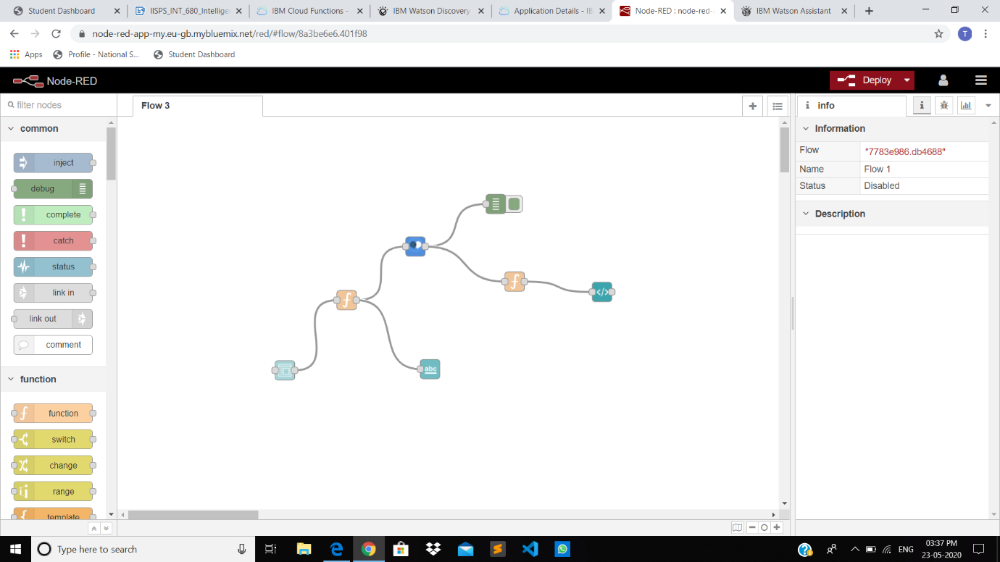 Student Dashboard
IISPS_INT_680_Intellige
IBM Cloud Functions -
IBM Watson Discovery
Application Details - IB
Node-RED : node-red-
IBM Watson Assistant
node-red-app-my.eu-gb.mybluemix.net/red/#flow/8a3be6e6.401f98
T
Apps
Profile - National S...
Student Dashboard
Node-RED
Deploy
filter nodes
Flow 3
i info
i
common
Information
inject
Flow "7783e986.db4688"
Name Flow 1
debug
Status Disabled
complete
Description
catch
status
link in
link out
comment
abc
function
function
switch
change
range
template
Type here to search
ENG
03:37 PM
23-05-2020